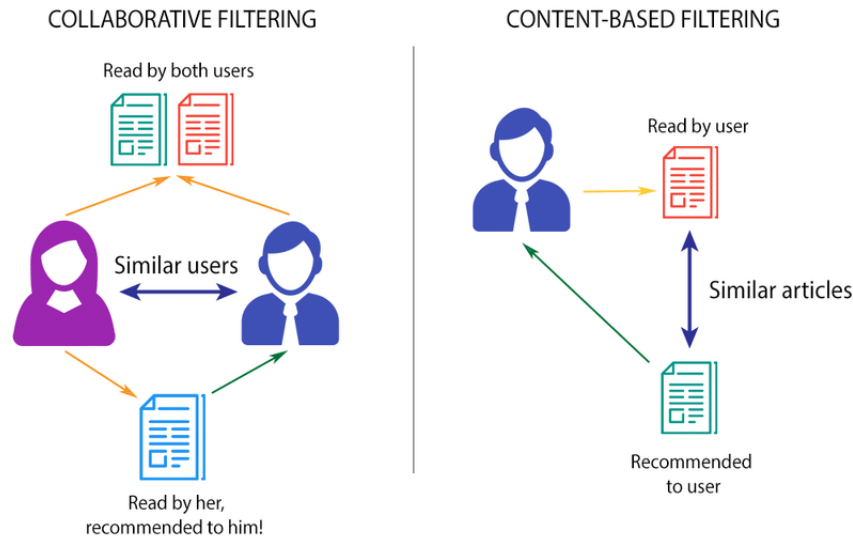 COLLABORATIVE FILTERING
Read by both users
Similar users
Read by her,
recommended to him!
CONTENT-BASED FILTERING
Read by user
Similar articles
Recommended
to user